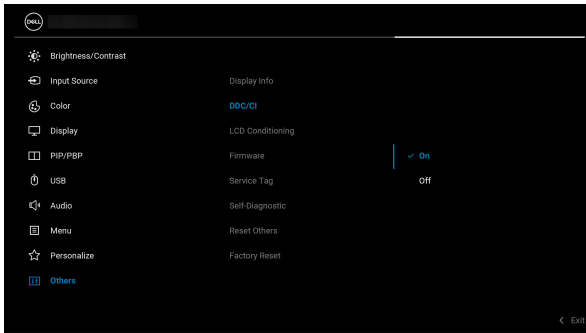 DELL
Brightness/Contrast
Input Source
Display Info
Color
DDC/CI
Display
LCD Conditioning
PIP/PBP
Firmware
On
USB
Service Tag
Off
Audio
Self-Diagnostic
Menu
Reset Others
Personalize
Factory Reset
Others
Exit